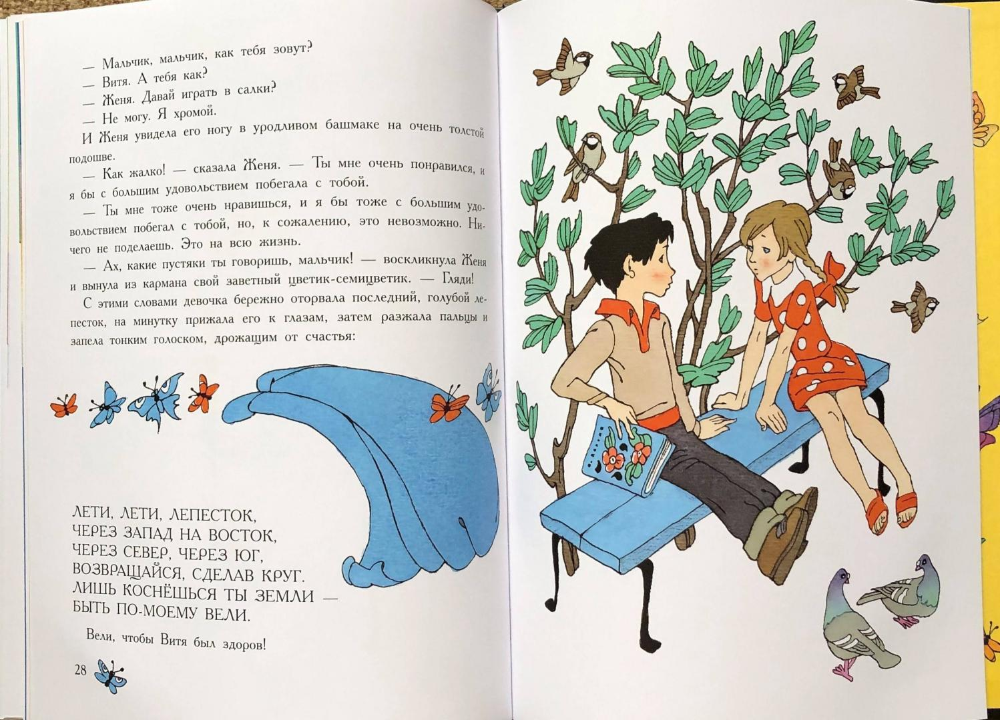 — Мальчик, мальчик, как тебя зовут?
— Витя. А тебя как?
— Женя. Давай играть в салки?
— Не могу. Я хромой.
И Женя увидела его ногу в уродливом башмаке на очень толстой
подошве.
— Как жалко! — сказала Женя. — Ты мне очень понравился, и
я бы с большим удовольствием побегала с тобой.
— Ты мне тоже очень нравишься, и я бы тоже с большим удо-
вольствием побегал с тобой, но, к сожалению, это невозможно. Ни-
чего не поделаешь. Это на всю жизнь.
— Ах, какие пустяки ты говоришь, мальчик! — воскликнула Женя
и вынула из кармана свой заветный цветик-семицветик. — Гляди!
С этими словами девочка бережно оторвала последний, голубой ле-
песток, на минутку прижала его к глазам, затем разжала пальцы и
запела тонким голоском, дрожащим от счастья:
ЛЕТИ, ЛЕТИ, ЛЕПЕСТОК,
ЧЕРЕЗ ЗАПАД НА ВОСТОК,
ЧЕРЕЗ СЕВЕР, ЧЕРЕЗ ЮГ,
ВОЗВРАЩАЙСЯ, СДЕЛАВ КРУГ.
ЛИШЬ КОСНЁШЬСЯ ТЫ ЗЕМЛИ —
БЫТЬ ПО-МОЕМУ ВЕЛИ.
Вели, чтобы Витя был здоров!
28